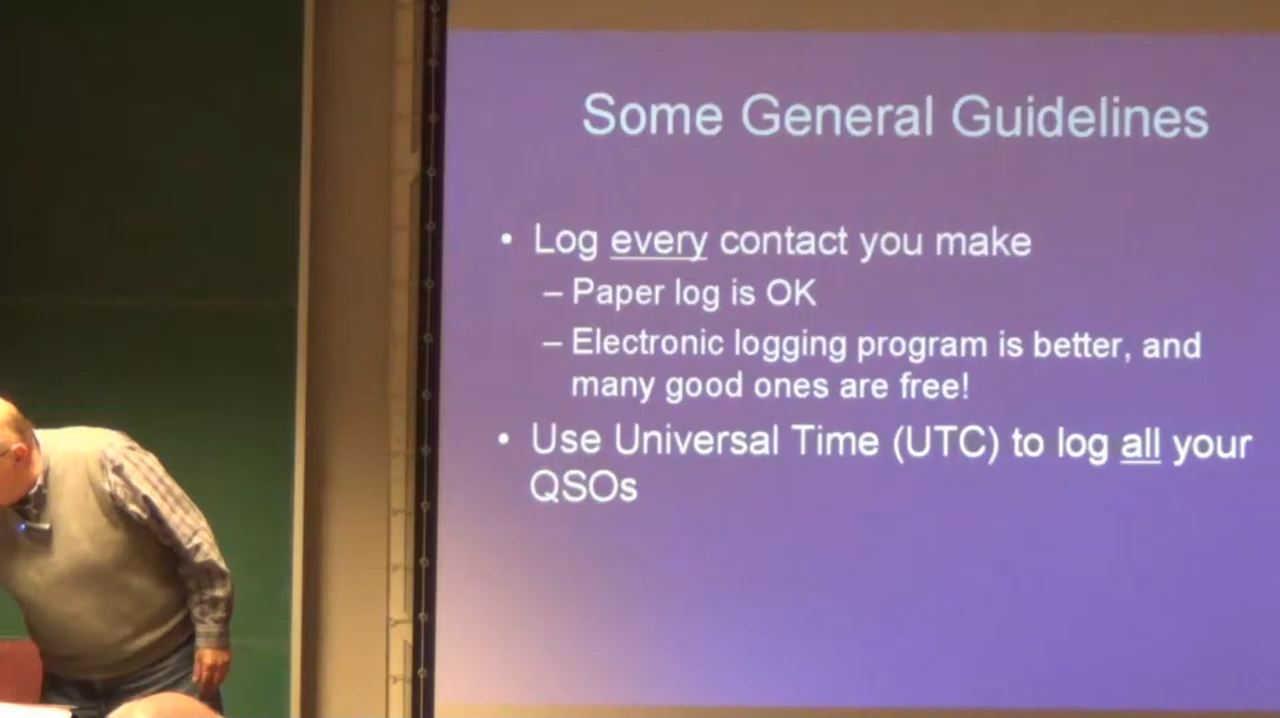 Some General Guidelines
• Log every contact you make
– Paper log is OK
– Electronic logging program is better, and
many good ones are free!
• Use Universal Time (UTC) to log all your
QSOs